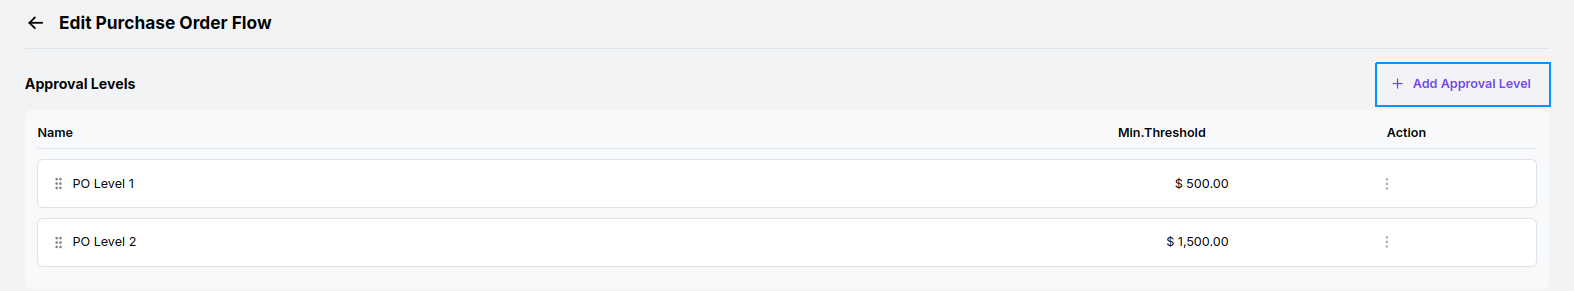 Edit Purchase Order Flow
Approval Levels
Add Approval Level
Name Min.Threshold Action
PO Level 1 $ 500.00
PO Level 2 $ 1,500.00